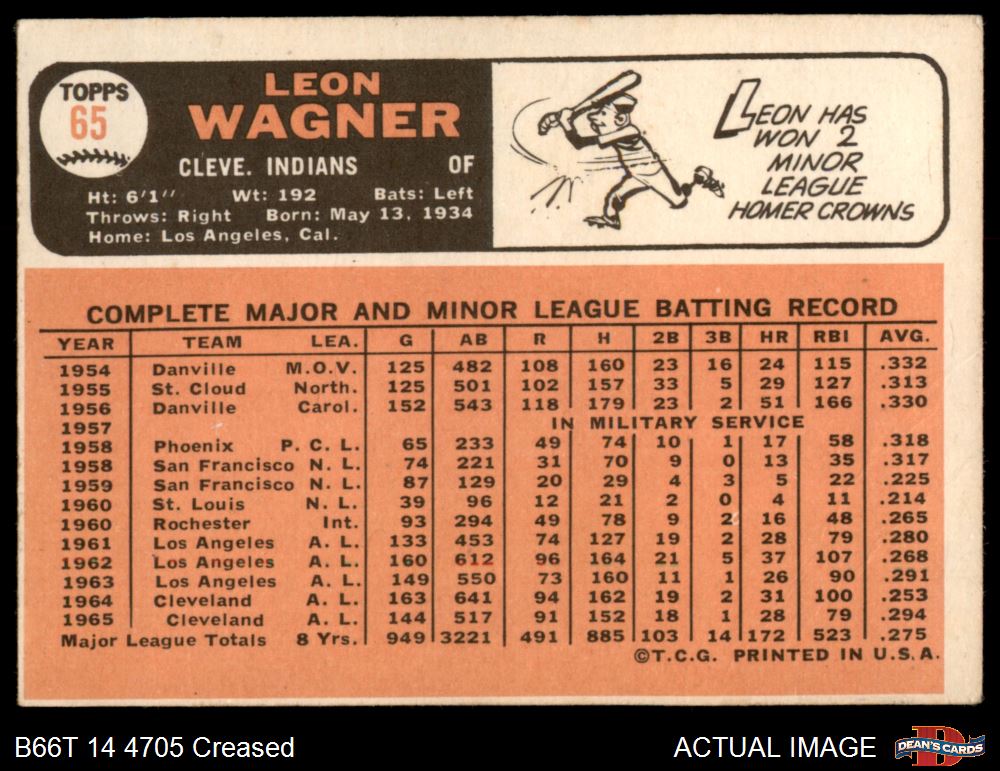 TOPPS
65
LEON
WAGNER
CLEVE. INDIANS OF
Ht: 6'1" Wt: 192 Bats: Left
Throws: Right Born: May 13, 1934
Home: Los Angeles, Cal.
LEON HAS
WON 2
MINOR
LEAGUE
HOMER CROWNS
COMPLETE MAJOR AND MINOR LEAGUE BATTING RECORD
YEAR TEAM LEA. G AB R H 2B 3B HR RBI AVG.
1954 Danville M.O.V. 125 482 108 160 23 16 24 115 .332
1955 St. Cloud North. 125 501 102 157 33 5 29 127 .313
1956 Danville Carol. 152 543 118 179 23 2 51 166 .330
1957 IN MILITARY SERVICE
1958 Phoenix P. C. L. 65 233 49 74 10 1 17 58 .318
1958 San Francisco N. L. 74 221 31 70 9 0 13 35 .317
1959 San Francisco N. L. 87 129 20 29 4 3 5 22 .225
1960 St. Louis N. L. 39 96 12 21 2 0 4 11 .214
1960 Rochester Int. 93 294 49 78 9 2 16 48 .265
1961 Los Angeles A. L. 133 453 74 127 19 2 28 79 .280
1962 Los Angeles A. L. 160 612 96 164 21 5 37 107 .268
1963 Los Angeles A. L. 149 550 73 160 11 1 26 90 .291
1964 Cleveland A. L. 163 641 94 162 19 2 31 100 .253
1965 Cleveland A. L. 144 517 91 152 18 1 28 79 .294
Major League Totals 8 Yrs. 949 3221 491 885 103 14 172 523 .275
©T.C.G. PRINTED IN U.S.A.
B66T 14 4705 Creased
ACTUAL IMAGE
DEAN'S CARDS